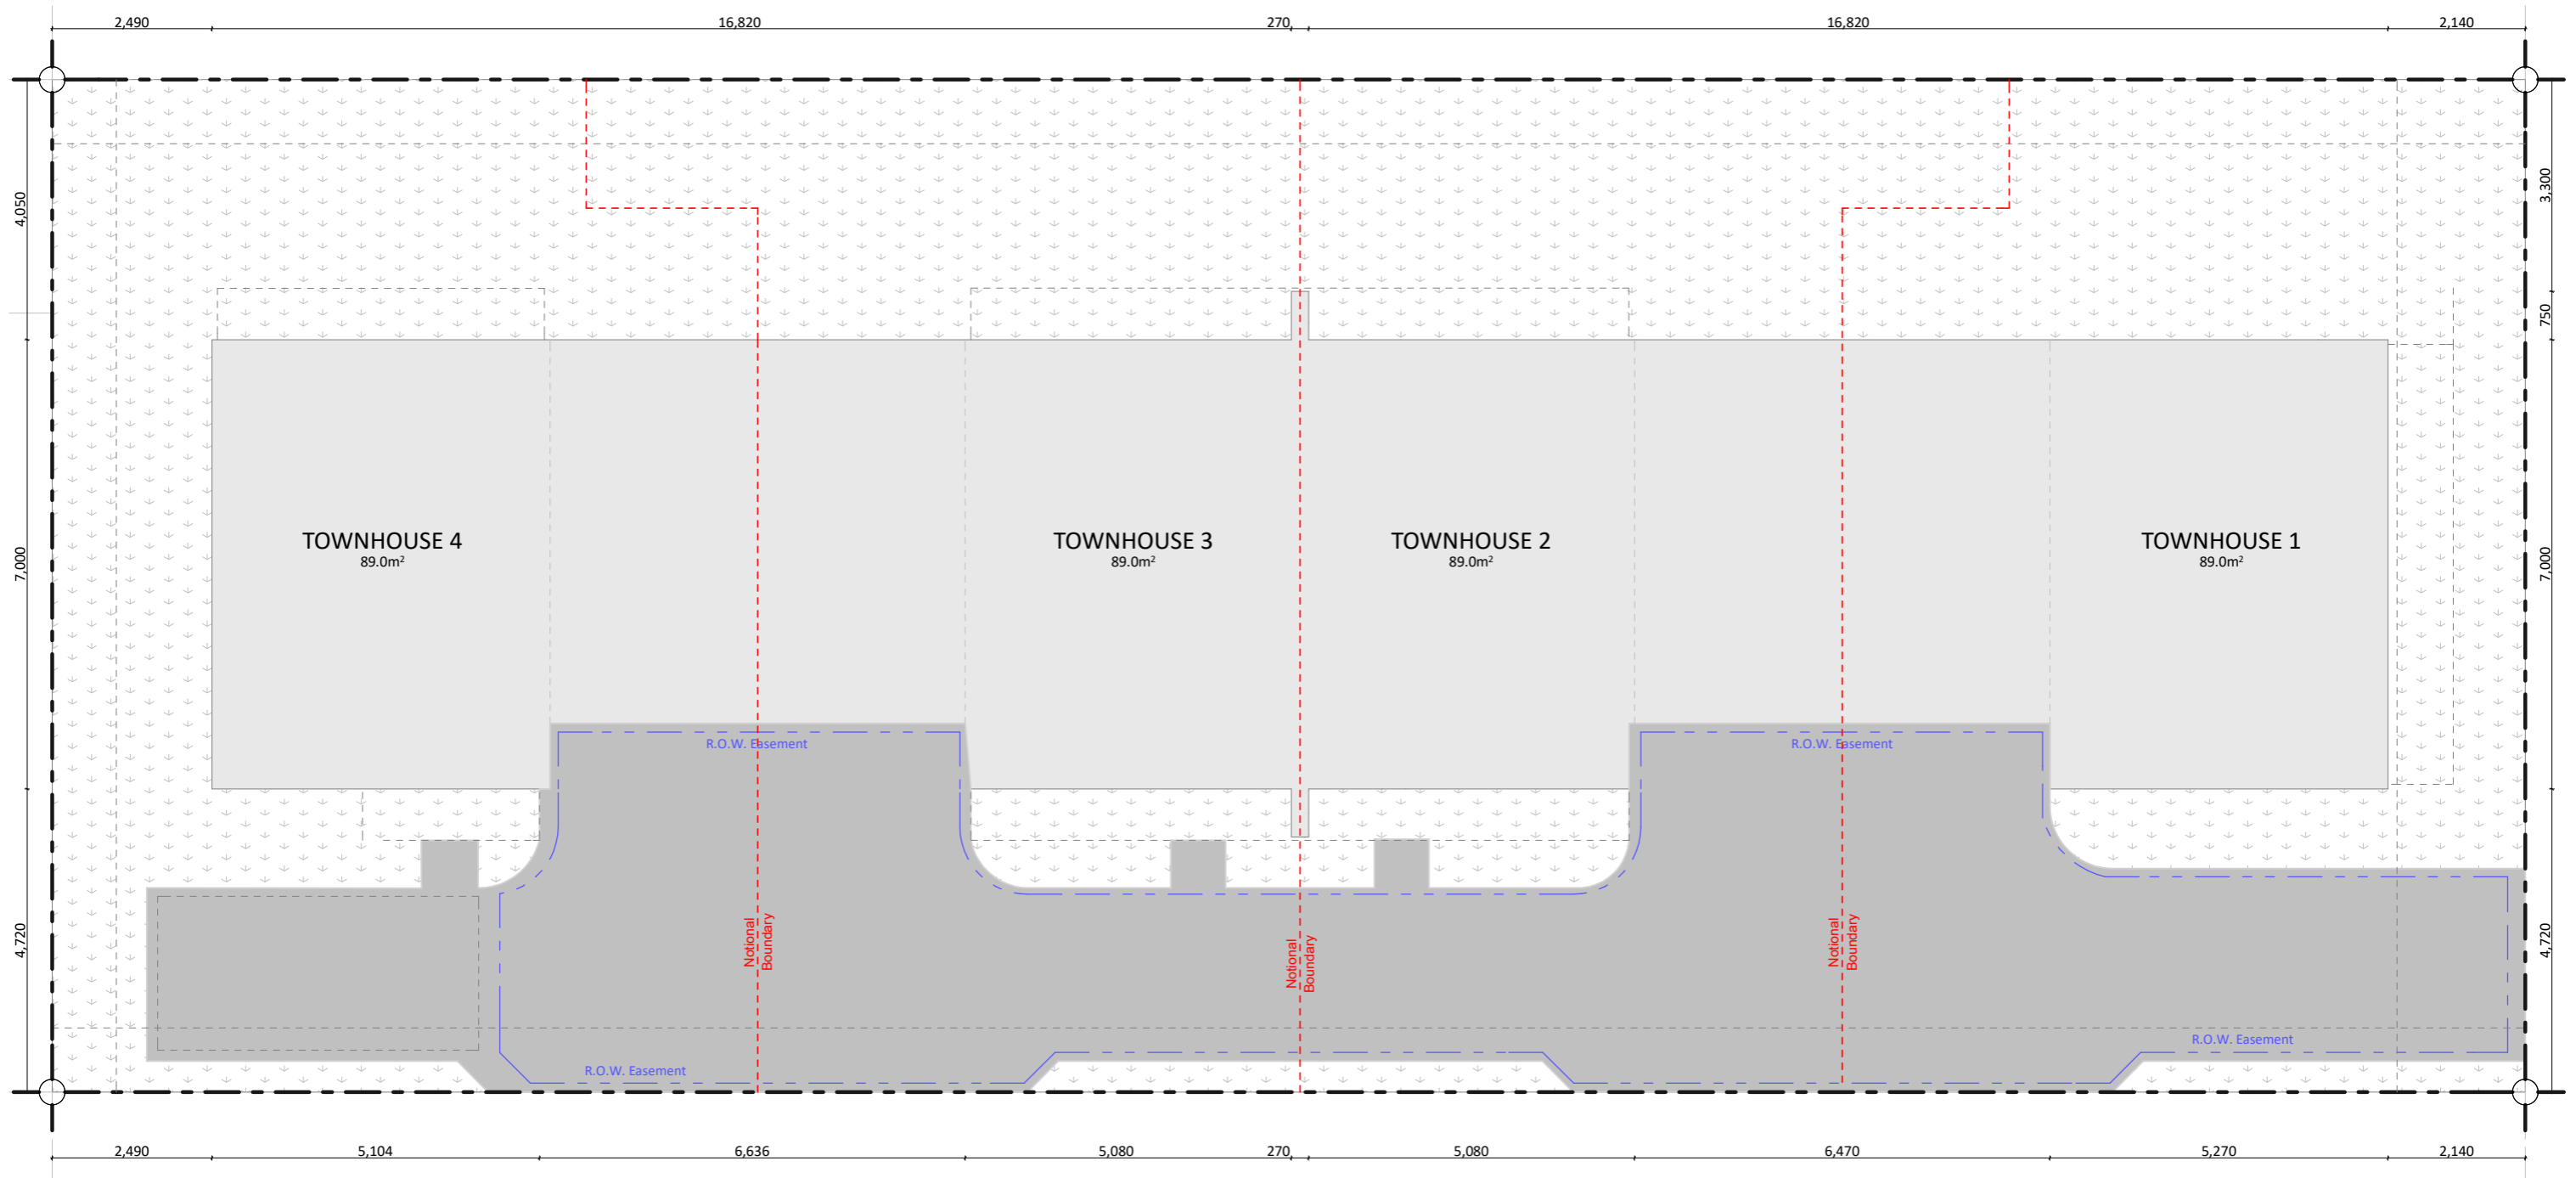 2,490
16,820
270
16,820
2,140
4,050
3,300
750
7,000
7,000
TOWNHOUSE 4
89.0m²
TOWNHOUSE 3
89.0m²
TOWNHOUSE 2
89.0m²
TOWNHOUSE 1
89.0m²
R.O.W. Easement
R.O.W. Easement
4,720
Notional
Boundary
Notional
Boundary
Notional
Boundary
4,720
R.O.W. Easement
R.O.W. Easement
2,490
5,104
6,636
5,080
270
5,080
6,470
5,270
2,140